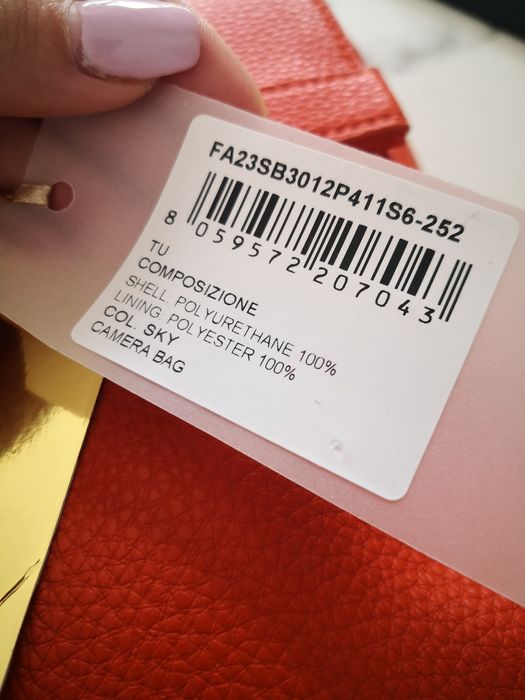 FA23SB3012P411S6-252
8 059572 207043
TU
COMPOSIZIONE
SHELL. POLYURETHANE 100%
LINING. POLYESTER 100%
COL. SKY
CAMERA BAG